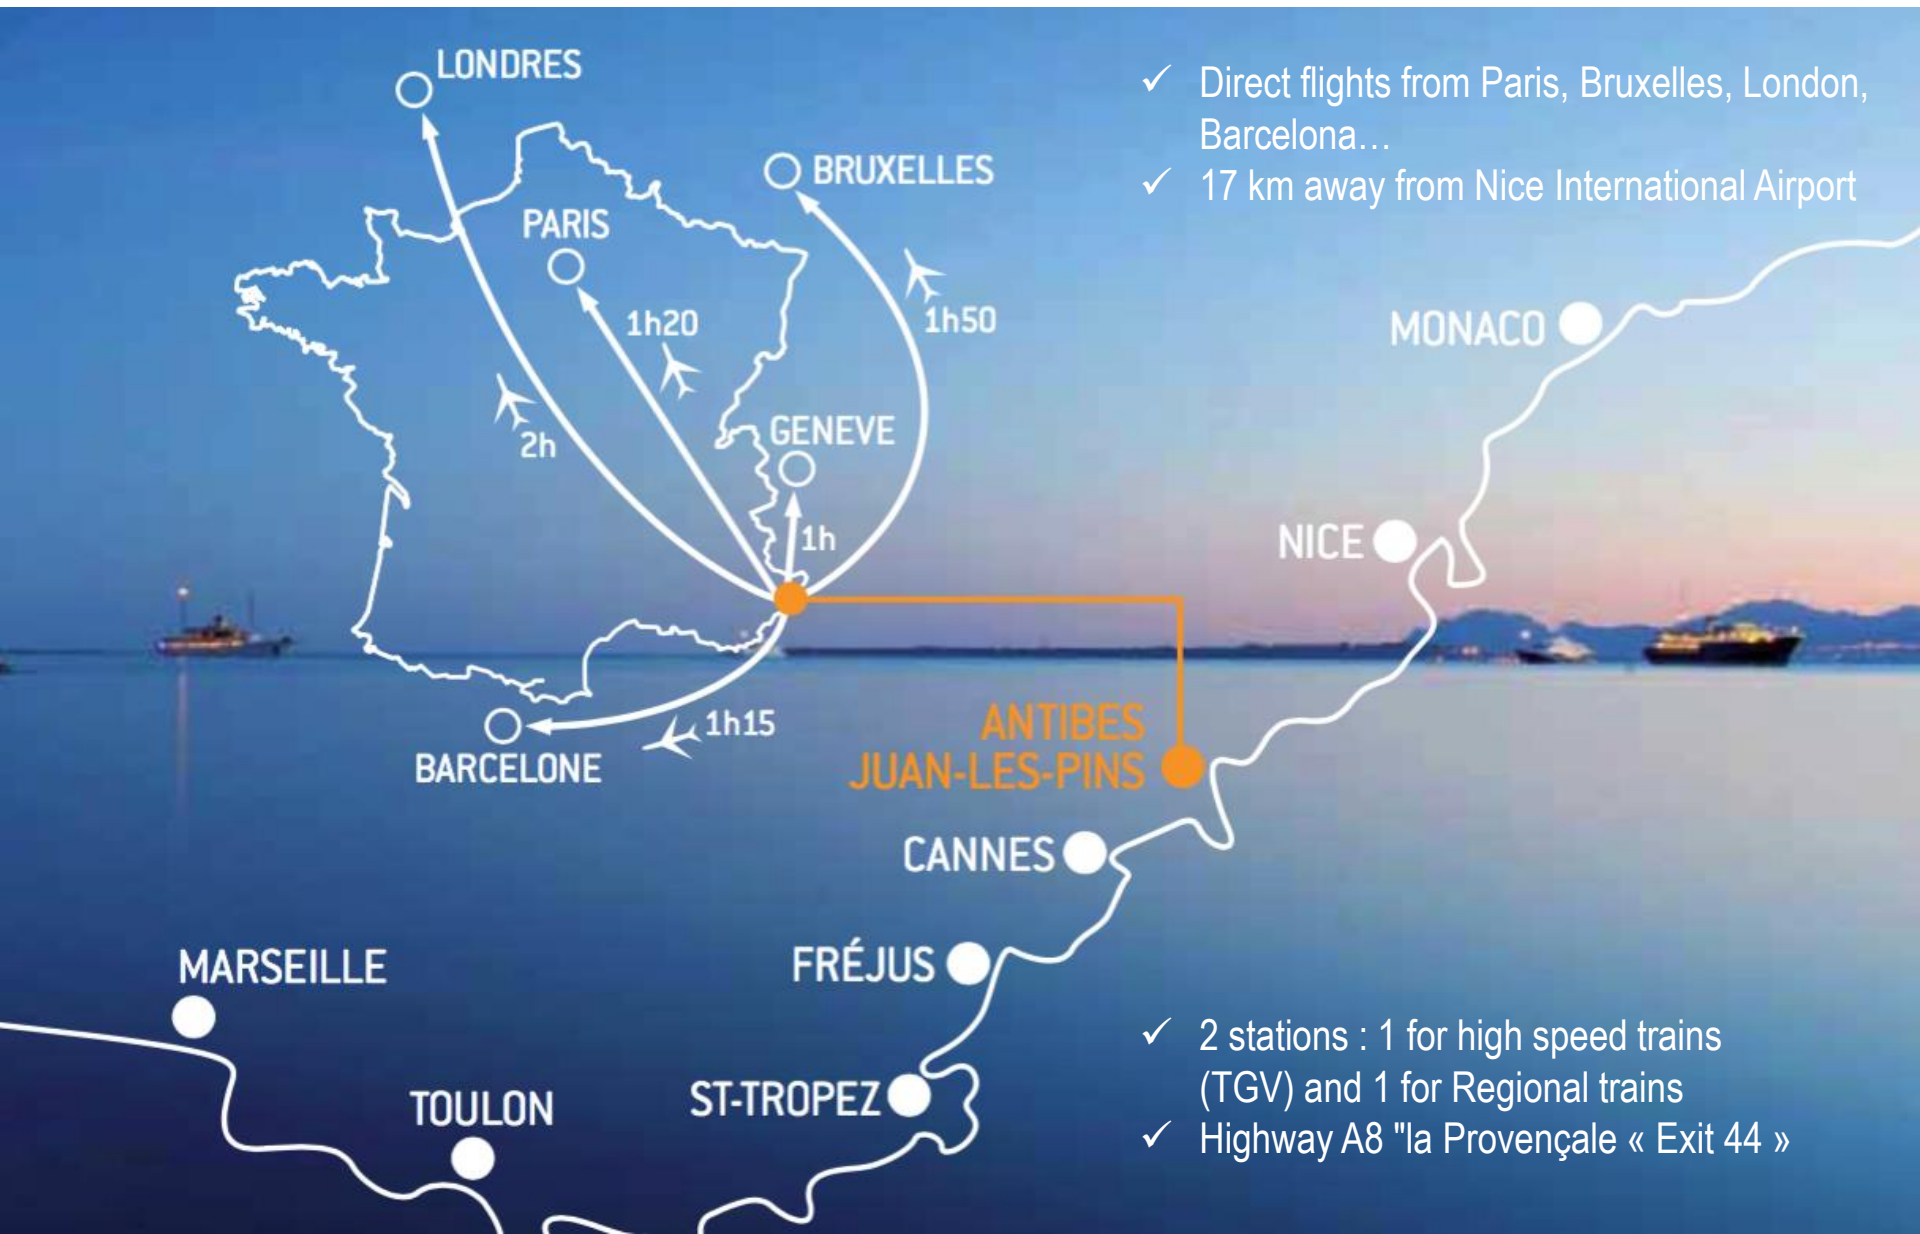 LONDRES
BRUXELLES
PARIS
1h20
1h50
2h
GENEVE
1h
1h15
BARCELONE
✓ Direct flights from Paris, Bruxelles, London,
Barcelona…
✓ 17 km away from Nice International Airport
MONACO
NICE
ANTIBES
JUAN-LES-PINS
CANNES
FRÉJUS
MARSEILLE
ST-TROPEZ
TOULON
✓ 2 stations : 1 for high speed trains
(TGV) and 1 for Regional trains
✓ Highway A8 "la Provençale « Exit 44 »